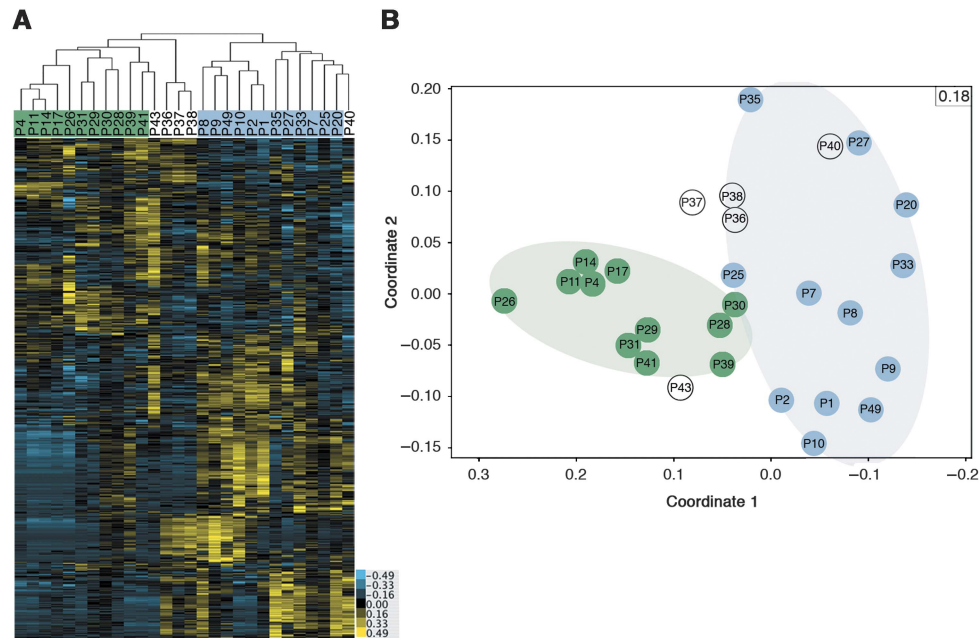 A
P4 P11 P14 P17 P26 P31 P29 P30 P28 P39 P41 P43 P36 P37 P38 P8 P9 P49 P10 P2 P1 P35 P27 P33 P7 P25 P20 P40
−0.49
−0.33
−0.16
0.00
0.16
0.33
0.49
B
0.18
0.20
0.15
0.10
0.05
0.00
−0.05
−0.10
−0.15
Coordinate 2
P35
P40
P27
P38
P37
P20
P36
P14
P17
P25
P33
P11
P4
P26
P7
P30
P8
P28
P29
P31
P41
P39
P9
P43
P2
P1
P49
P10
0.3 0.2 0.1 0.0 −0.1 −0.2
Coordinate 1